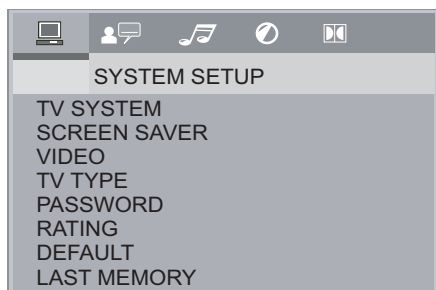 SYSTEM SETUP
TV SYSTEM
SCREEN SAVER
VIDEO
TV TYPE
PASSWORD
RATING
DEFAULT
LAST MEMORY